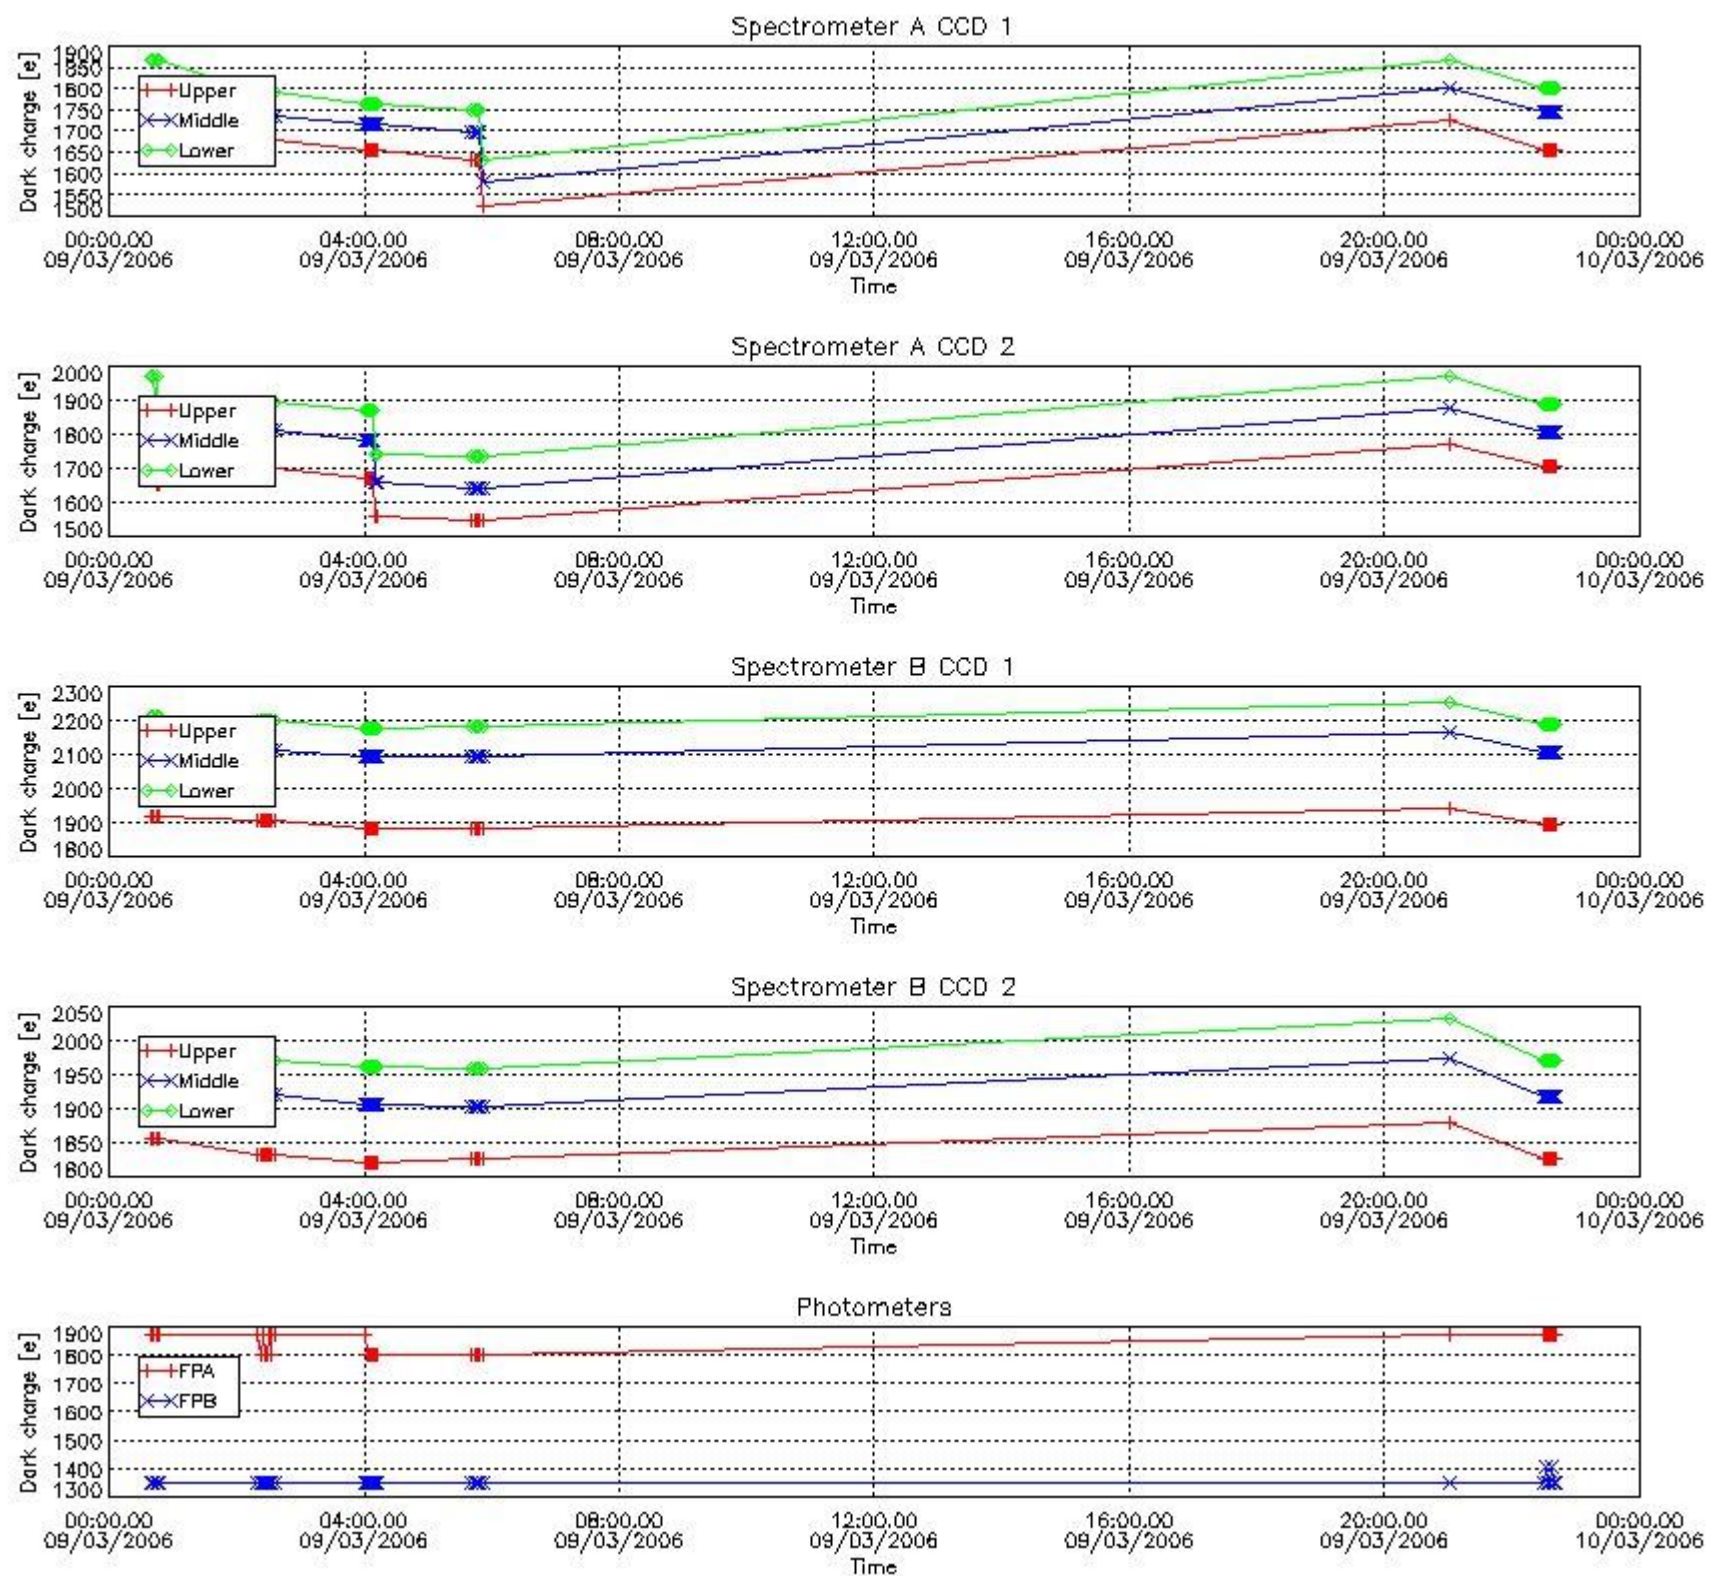 Spectrometer A CCD 1
Dark charge [e]
1900
1850
1800
1750
1700
1650
1600
1550
1500
Upper
Middle
Lower
00:00.00 04:00.00 08:00.00 12:00.00 16:00.00 20:00.00 00:00.00
09/03/2006 09/03/2006 09/03/2006 09/03/2006 09/03/2006 09/03/2006 10/03/2006
Time
Spectrometer A CCD 2
Dark charge [e]
2000
1900
1800
1700
1600
1500
Upper
Middle
Lower
00:00.00 04:00.00 08:00.00 12:00.00 16:00.00 20:00.00 00:00.00
09/03/2006 09/03/2006 09/03/2006 09/03/2006 09/03/2006 09/03/2006 10/03/2006
Time
Spectrometer B CCD 1
Dark charge [e]
2300
2200
2100
2000
1900
1800
Upper
Middle
Lower
00:00.00 04:00.00 08:00.00 12:00.00 16:00.00 20:00.00 00:00.00
09/03/2006 09/03/2006 09/03/2006 09/03/2006 09/03/2006 09/03/2006 10/03/2006
Time
Spectrometer B CCD 2
Dark charge [e]
2050
2000
1950
1900
1850
1800
Upper
Middle
Lower
00:00.00 04:00.00 08:00.00 12:00.00 16:00.00 20:00.00 00:00.00
09/03/2006 09/03/2006 09/03/2006 09/03/2006 09/03/2006 09/03/2006 10/03/2006
Time
Photometers
Dark charge [e]
1900
1800
1700
1600
1500
1400
1300
FPA
FPB
00:00.00 04:00.00 08:00.00 12:00.00 16:00.00 20:00.00 00:00.00
09/03/2006 09/03/2006 09/03/2006 09/03/2006 09/03/2006 09/03/2006 10/03/2006
Time